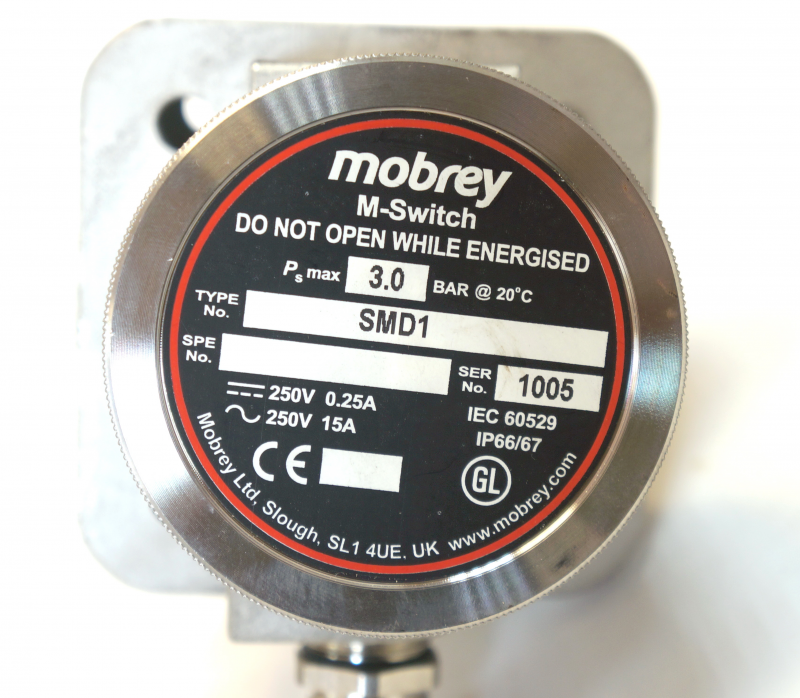 mobrey
M-Switch
DO NOT OPEN WHILE ENERGISED
Ps max 3.0 BAR @ 20°C
TYPE No. SMD1
SPE No.
SER No. 1005
250V 0.25A
250V 15A
IEC 60529
IP66/67
CE
GL
Mobrey Ltd, Slough, SL1 4UE. UK www.mobrey.com